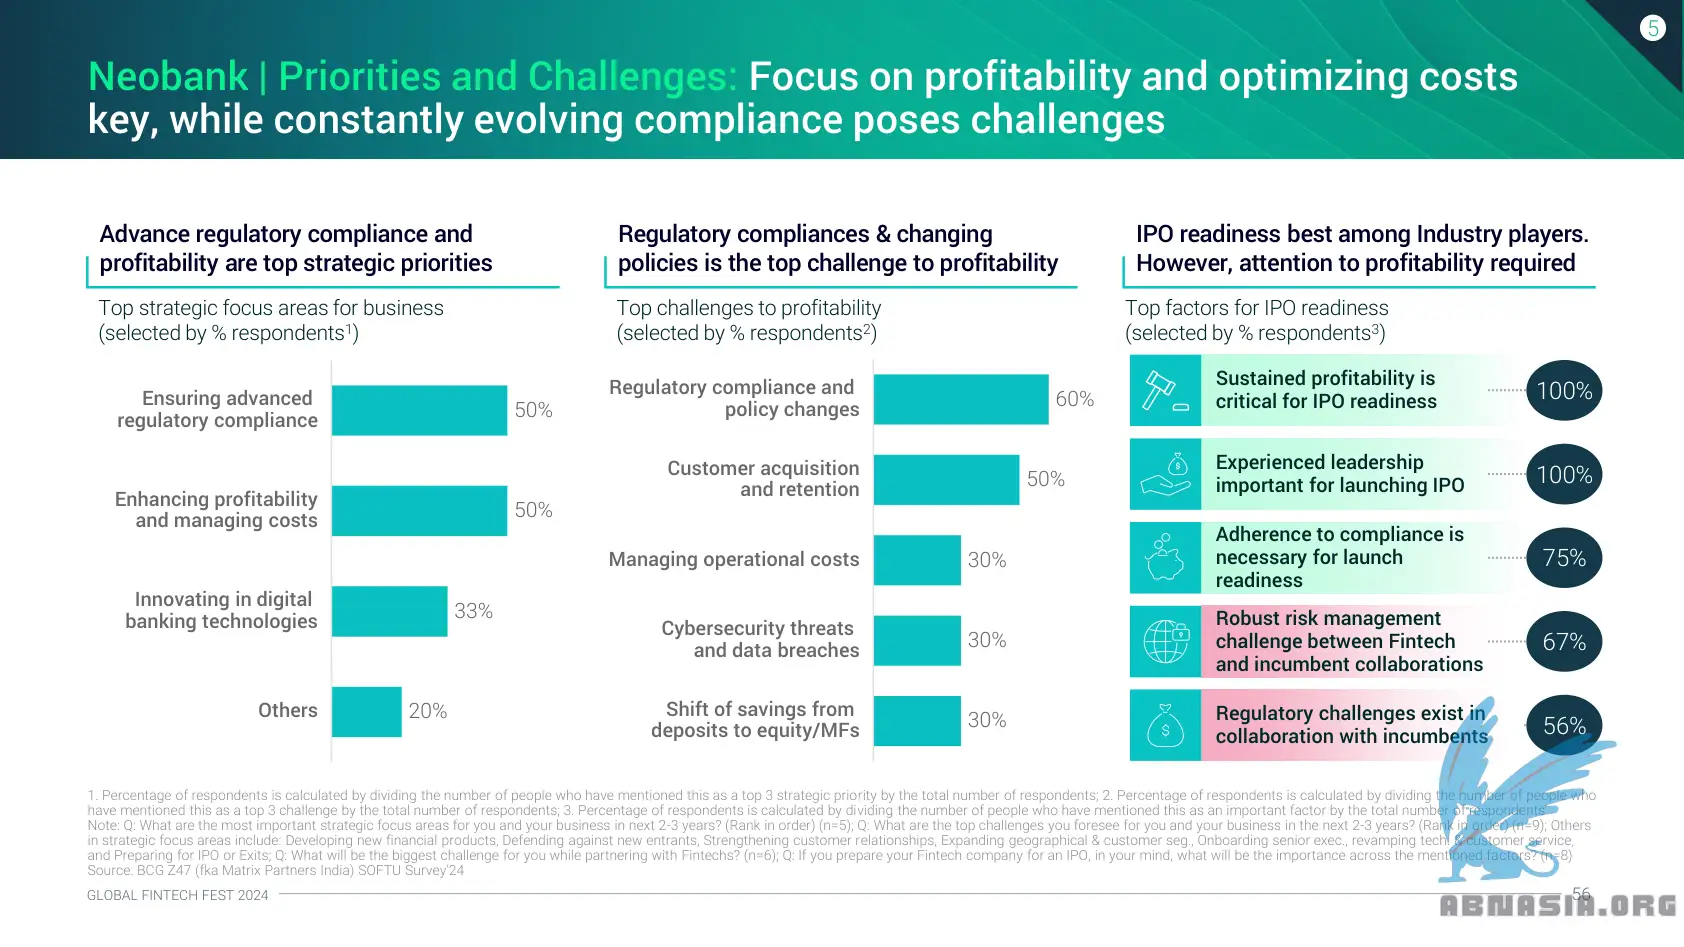 5
Neobank | Priorities and Challenges: Focus on profitability and optimizing costs
key, while constantly evolving compliance poses challenges
Advance regulatory compliance and
profitability are top strategic priorities
Top strategic focus areas for business
(selected by % respondents1)
Ensuring advanced
regulatory compliance
50%
Enhancing profitability
and managing costs
50%
Innovating in digital
banking technologies
33%
Others
20%
Regulatory compliances & changing
policies is the top challenge to profitability
Top challenges to profitability
(selected by % respondents2)
Regulatory compliance and
policy changes
60%
Customer acquisition
and retention
50%
Managing operational costs
30%
Cybersecurity threats
and data breaches
30%
Shift of savings from
deposits to equity/MFs
30%
IPO readiness best among Industry players.
However, attention to profitability required
Top factors for IPO readiness
(selected by % respondents3)
Sustained profitability is
critical for IPO readiness
100%
Experienced leadership
important for launching IPO
100%
Adherence to compliance is
necessary for launch
readiness
75%
Robust risk management
challenge between Fintech
and incumbent collaborations
67%
Regulatory challenges exist in
collaboration with incumbents
56%
1. Percentage of respondents is calculated by dividing the number of people who have mentioned this as a top 3 strategic priority by the total number of respondents; 2. Percentage of respondents is calculated by dividing the number of people who
have mentioned this as a top 3 challenge by the total number of respondents; 3. Percentage of respondents is calculated by dividing the number of people who have mentioned this as an important factor by the total number of respondents
Note: Q: What are the most important strategic focus areas for you and your business in next 2-3 years? (Rank in order) (n=5); Q: What are the top challenges you foresee for you and your business in the next 2-3 years? (Rank in order) (n=9); Others
in strategic focus areas include: Developing new financial products, Defending against new entrants, Strengthening customer relationships, Expanding geographical & customer seg., Onboarding senior exec., revamping tech. & customer service,
and Preparing for IPO or Exits; Q: What will be the biggest challenge for you while partnering with Fintechs? (n=6); Q: If you prepare your Fintech company for an IPO, in your mind, what will be the importance across the mentioned factors? (n=8)
Source: BCG Z47 (fka Matrix Partners India) SOFTU Survey'24
GLOBAL FINTECH FEST 2024
56
ABNASIA.ORG